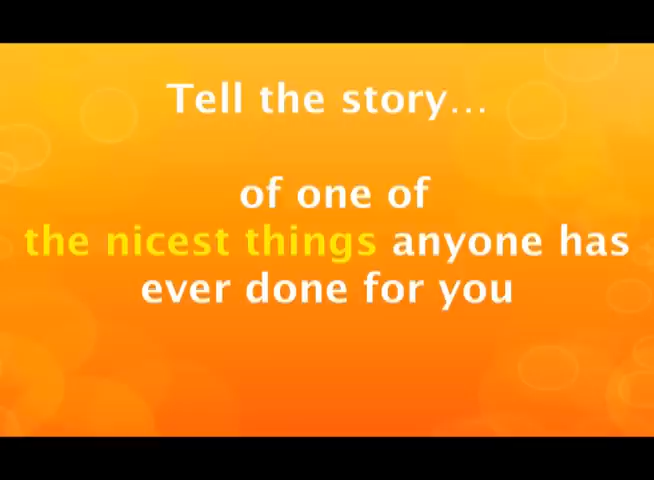 Tell the story...
of one of
the nicest things anyone has
ever done for you